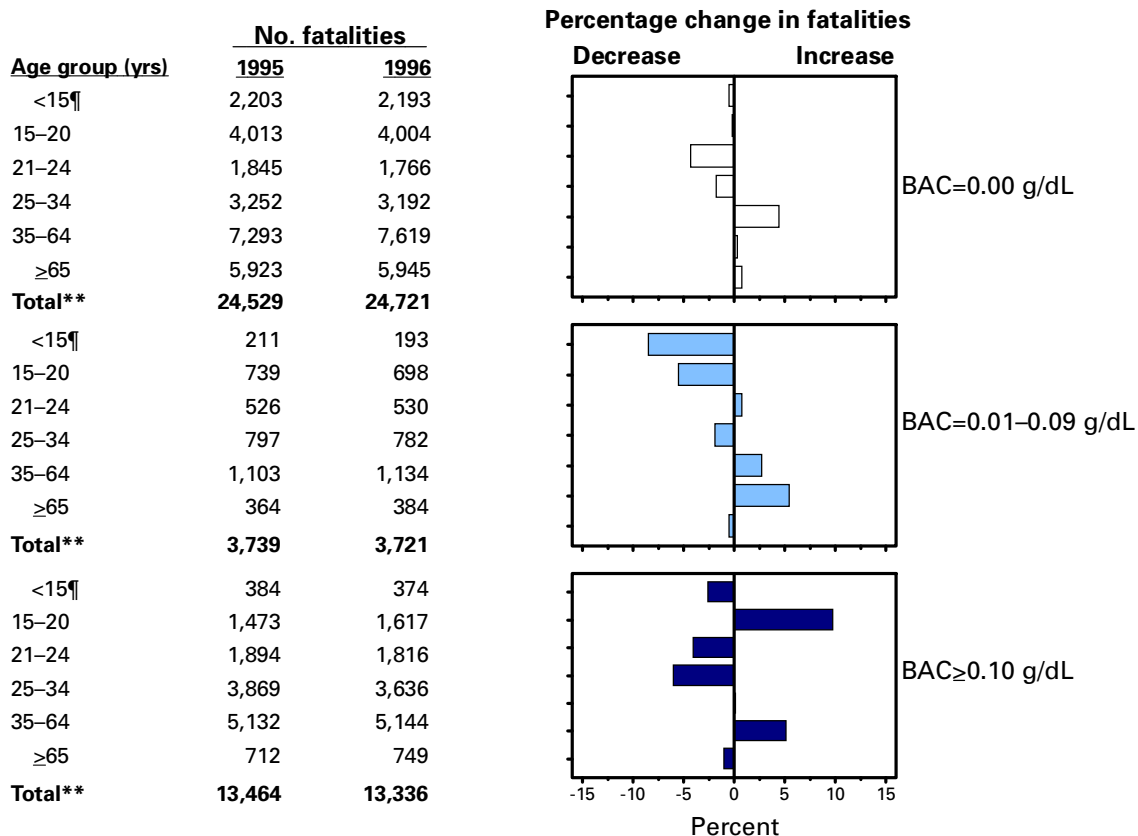 Percentage change in fatalities
No. fatalities
Decrease Increase
Age group (yrs) 1995 1996
<15¶ 2,203 2,193
15–20 4,013 4,004
21–24 1,845 1,766
25–34 3,252 3,192
BAC=0.00 g/dL
35–64 7,293 7,619
≥65 5,923 5,945
Total** 24,529 24,721
<15¶ 211 193
15–20 739 698
21–24 526 530
BAC=0.01–0.09 g/dL
25–34 797 782
35–64 1,103 1,134
≥65 364 384
Total** 3,739 3,721
<15¶ 384 374
15–20 1,473 1,617
21–24 1,894 1,816
BAC≥0.10 g/dL
25–34 3,869 3,636
35–64 5,132 5,144
≥65 712 749
Total** 13,464 13,336
-15 -10 -5 0 5 10 15
Percent